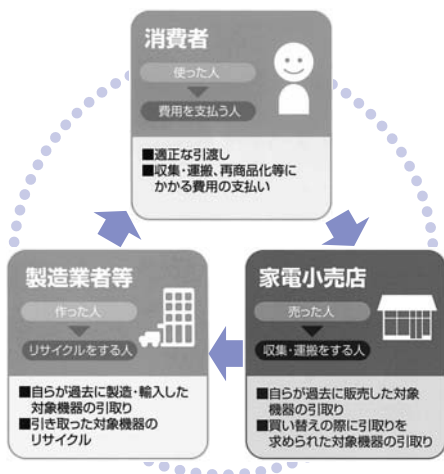 消費者
使った人
費用を支払う人
■適正な引渡し
■収集・運搬、再商品化等に
かかる費用の支払い
製造業者等
作った人
リサイクルをする人
■自らが過去に製造・輸入した
対象機器の引取り
■引き取った対象機器の
リサイクル
家電小売店
売った人
収集・運搬をする人
■自らが過去に販売した対象
機器の引取り
■買い替えの際に引取りを
求められた対象機器の引取り